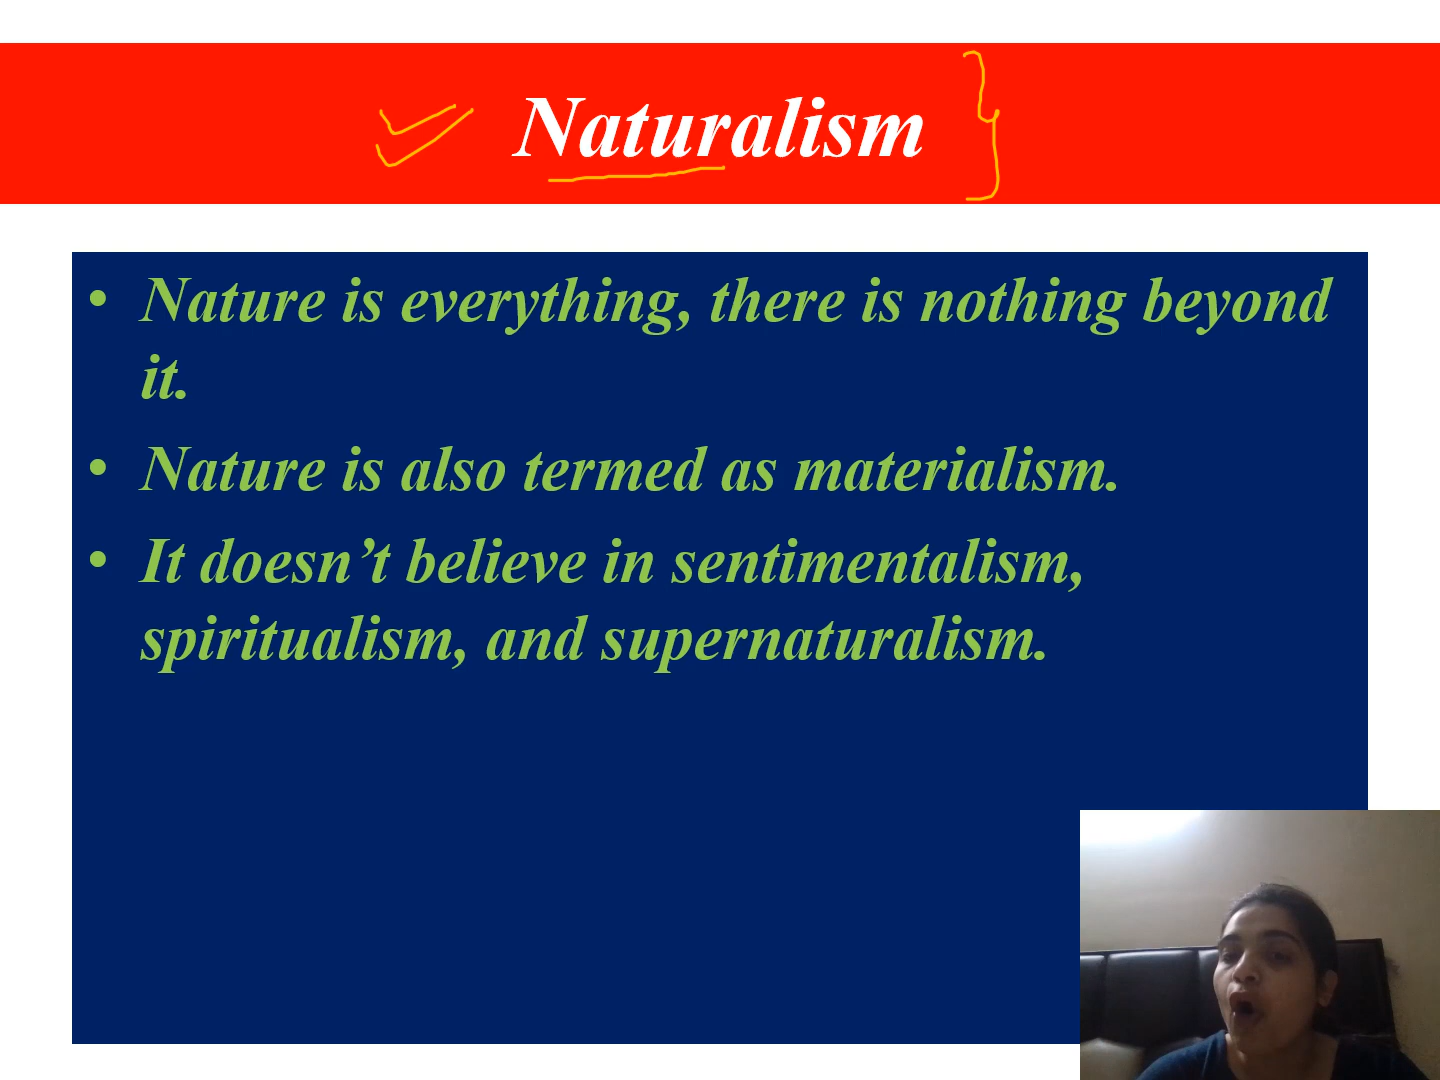 Naturalism
• Nature is everything, there is nothing beyond
it.
• Nature is also termed as materialism.
• It doesn’t believe in sentimentalism,
spiritualism, and supernaturalism.